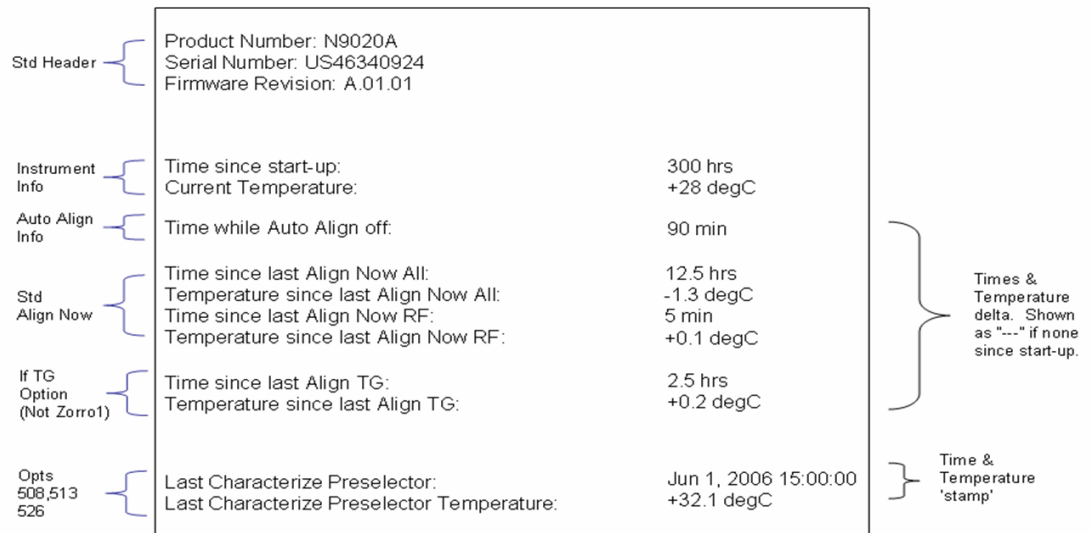 Std Header
Product Number: N9020A
Serial Number: US46340924
Firmware Revision: A.01.01
Instrument
Info
Time since start-up: 300 hrs
Current Temperature: +28 degC
Auto Align
Info
Time while Auto Align off: 90 min
Std
Align Now
Time since last Align Now All: 12.5 hrs
Temperature since last Align Now All: -1.3 degC
Time since last Align Now RF: 5 min
Temperature since last Align Now RF: +0.1 degC
If TG
Option
(Not Zorro1)
Time since last Align TG: 2.5 hrs
Temperature since last Align TG: +0.2 degC
Times &
Temperature
delta. Shown
as "---" if none
since start-up.
Opts
508,513
526
Last Characterize Preselector: Jun 1, 2006 15:00:00
Last Characterize Preselector Temperature: +32.1 degC
Time &
Temperature
'stamp'